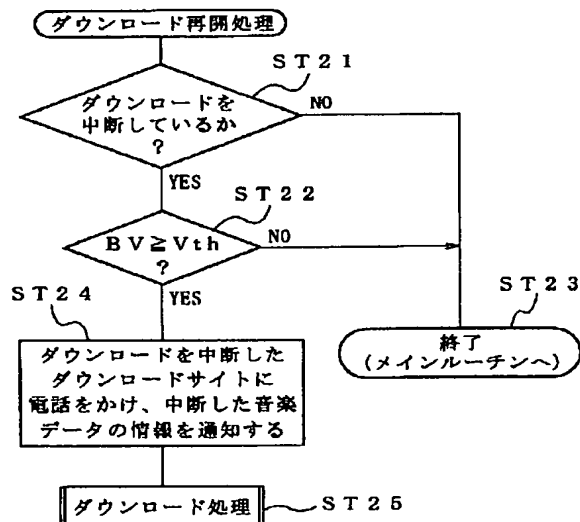 ダウンロード再開処理
ST21
ダウンロードを
中断しているか
?
NO
YES
ST22
BV≧Vth
?
NO
YES
ST23
終了
(メインルーチンへ)
ST24
ダウンロードを中断した
ダウンロードサイトに
電話をかけ、中断した音楽
データの情報を通知する
ダウンロード処理
ST25